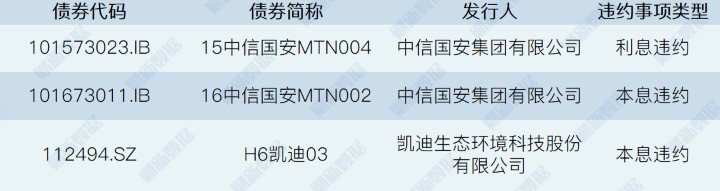 债券代码 债券简称 发行人 违约事项类型
101573023.IB 15中信国安MTN004 中信国安集团有限公司 利息违约
101673011.IB 16中信国安MTN002 中信国安集团有限公司 本息违约
112494.SZ H6凯迪03 凯迪生态环境科技股份
有限公司 本息违约